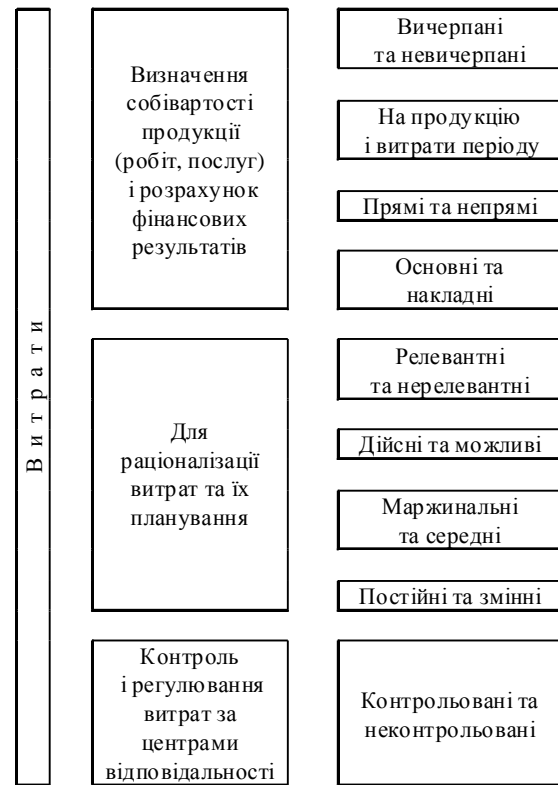 Витрати
Визначення
собівартості
продукції
(робіт, послуг)
і розрахунок
фінансових
результатів
Вичерпані
та невичерпані
На продукцію
і витрати періоду
Прямі та непрямі
Основні та
накладні
Для
раціоналізації
витрат та їх
планування
Релевантні
та нерелевантні
Дійсні та можливі
Маржинальні
та середні
Постійні та змінні
Контроль
і регулювання
витрат за
центрами
відповідальності
Контрольовані та
неконтрольовані